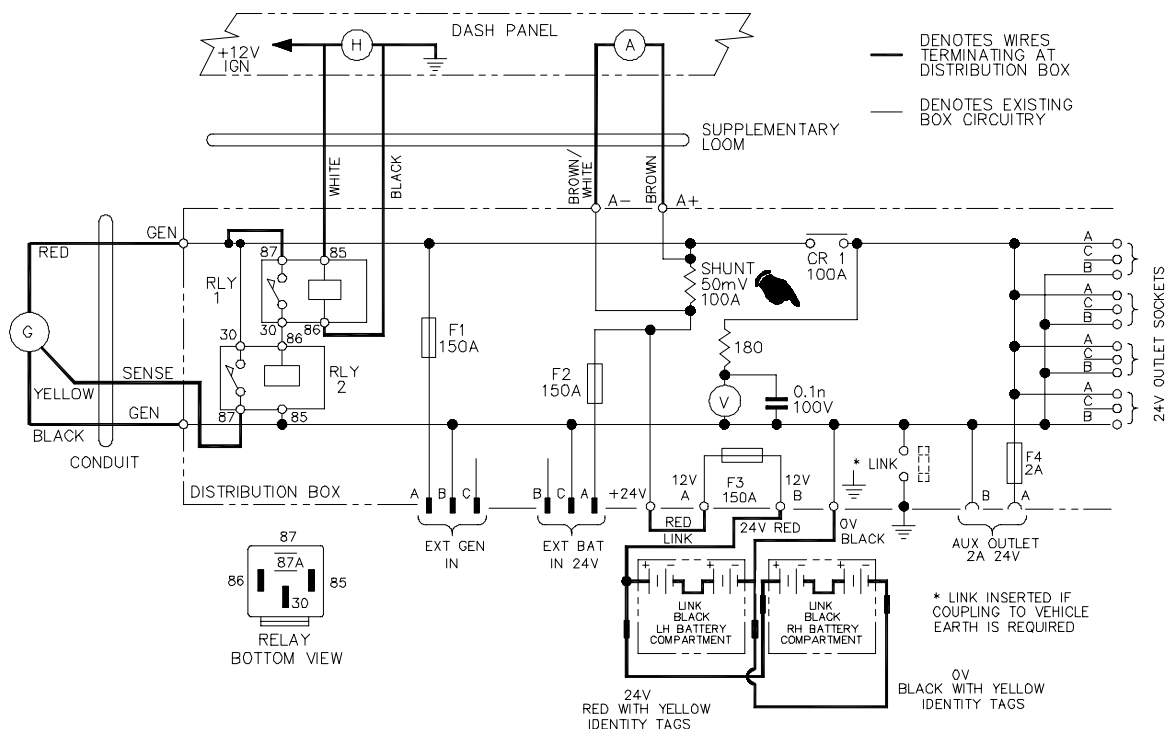 DASH PANEL
+12V
IGN
H
A
DENOTES WIRES
TERMINATING AT
DISTRIBUTION BOX
DENOTES EXISTING
BOX CIRCUITRY
SUPPLEMENTARY
LOOM
WHITE
BLACK
BROWN/
WHITE
BROWN
A-
A+
GEN
RED
87
85
RLY
1
30
86
SHUNT
50mV
100A
CR 1
100A
A
C
B
A
C
B
A
C
B
A
C
B
24V OUTLET SOCKETS
G
30
86
RLY
2
87
85
F1
150A
F2
150A
180
V
0.1n
100V
SENSE
YELLOW
GEN
BLACK
CONDUIT
* LINK
F4
2A
DISTRIBUTION BOX
A
B
C
B
C
A
+24V
12V
A
F3
150A
12V
B
B
A
EXT GEN
IN
EXT BAT
IN 24V
RED
LINK
24V RED
0V
BLACK
AUX OUTLET
2A 24V
87
87A
86
85
30
RELAY
BOTTOM VIEW
+ - + -
LINK
BLACK
LH BATTERY
COMPARTMENT
+ - + -
LINK
BLACK
RH BATTERY
COMPARTMENT
* LINK INSERTED IF
COUPLING TO VEHICLE
EARTH IS REQUIRED
24V
RED WITH YELLOW
IDENTITY TAGS
0V
BLACK WITH YELLOW
IDENTITY TAGS